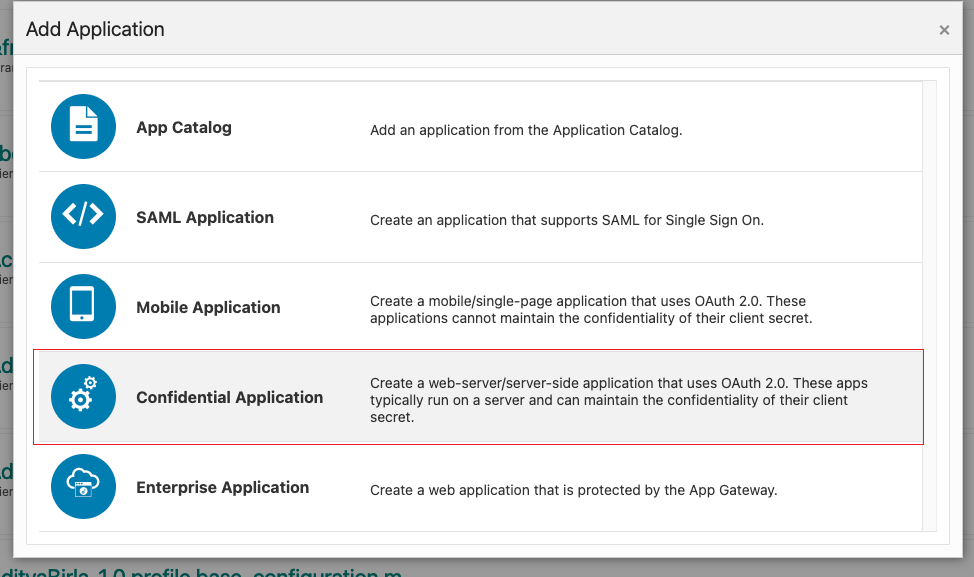 Add Application
×
App Catalog
Add an application from the Application Catalog.
SAML Application
Create an application that supports SAML for Single Sign On.
Mobile Application
Create a mobile/single-page application that uses OAuth 2.0. These
applications cannot maintain the confidentiality of their client secret.
Confidential Application
Create a web-server/server-side application that uses OAuth 2.0. These apps
typically run on a server and can maintain the confidentiality of their client
secret.
Enterprise Application
Create a web application that is protected by the App Gateway.